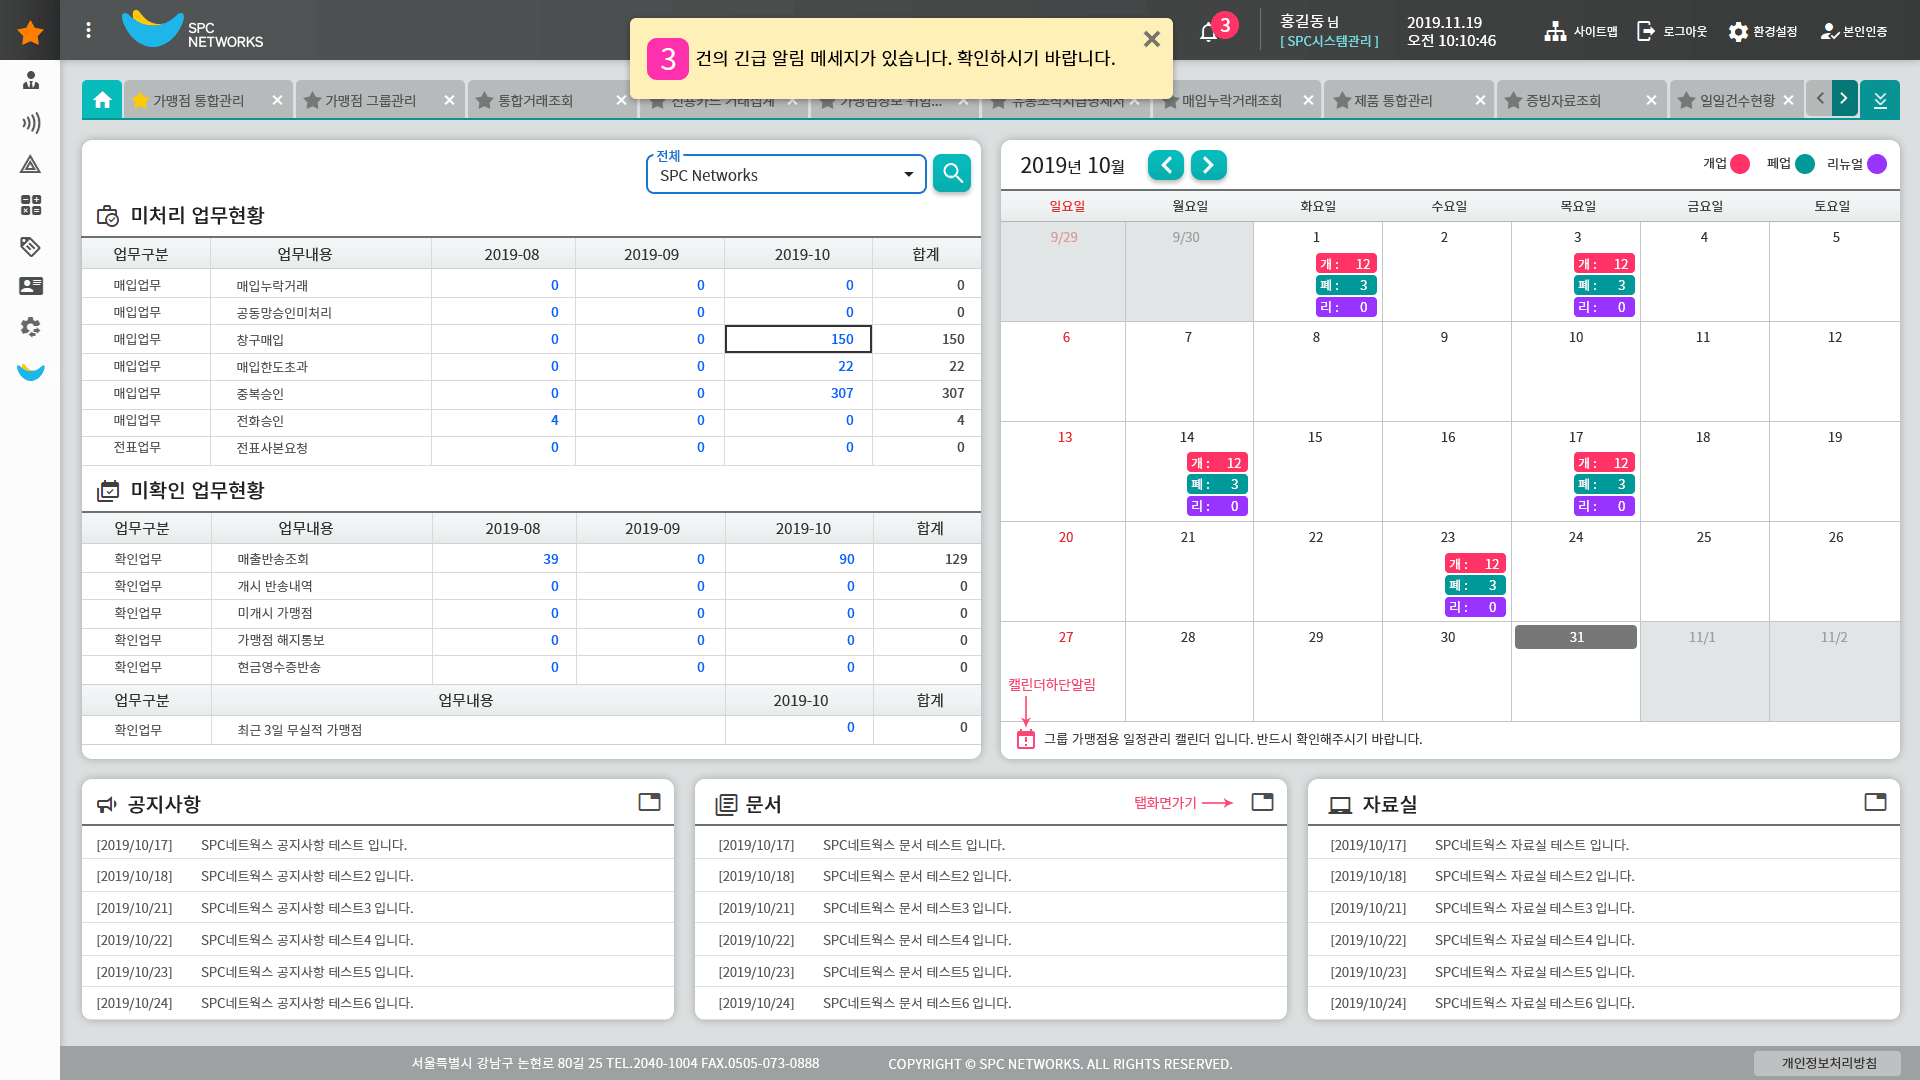 SPC
NETWORKS
3 건의 긴급 알림 메세지가 있습니다. 확인하시기 바랍니다.
3
홍길동 님
[ SPC시스템관리 ]
2019.11.19
오전 10:10:46
사이트맵
로그아웃
환경설정
본인인증
가맹점 통합관리
가맹점 그룹관리
통합거래조회
매입누락거래조회
제품 통합관리
증빙자료조회
일일건수현황
전체
SPC Networks
미처리 업무현황
업무구분 업무내용 2019-08 2019-09 2019-10 합계
매입업무 매입누락거래 0 0 0 0
매입업무 공동망승인미처리 0 0 0 0
매입업무 창구매입 0 0 150 150
매입업무 매입한도초과 0 0 22 22
매입업무 중복승인 0 0 307 307
매입업무 전화승인 4 0 0 4
전표업무 전표사본요청 0 0 0 0
미확인 업무현황
업무구분 업무내용 2019-08 2019-09 2019-10 합계
확인업무 매출반송조회 39 0 90 129
확인업무 개시 반송내역 0 0 0 0
확인업무 미개시 가맹점 0 0 0 0
확인업무 가맹점 해지통보 0 0 0 0
확인업무 현금영수증반송 0 0 0 0
업무구분 업무내용 2019-10 합계
확인업무 최근 3일 무실적 가맹점 0 0
2019년 10월
개업 폐업 리뉴얼
일요일 월요일 화요일 수요일 목요일 금요일 토요일
9/29 9/30 1 2 3 4 5
개 : 12 개 : 12
폐 : 3 폐 : 3
리 : 0 리 : 0
6 7 8 9 10 11 12
13 14 15 16 17 18 19
개 : 12 개 : 12
폐 : 3 폐 : 3
리 : 0 리 : 0
20 21 22 23 24 25 26
개 : 12
폐 : 3
리 : 0
27 28 29 30 31 11/1 11/2
캘린더하단알림
그룹 가맹점용 일정관리 캘린더 입니다. 반드시 확인해주시기 바랍니다.
공지사항
[2019/10/17] SPC네트웍스 공지사항 테스트 입니다.
[2019/10/18] SPC네트웍스 공지사항 테스트2 입니다.
[2019/10/21] SPC네트웍스 공지사항 테스트3 입니다.
[2019/10/22] SPC네트웍스 공지사항 테스트4 입니다.
[2019/10/23] SPC네트웍스 공지사항 테스트5 입니다.
[2019/10/24] SPC네트웍스 공지사항 테스트6 입니다.
문서
탭화면가기
[2019/10/17] SPC네트웍스 문서 테스트 입니다.
[2019/10/18] SPC네트웍스 문서 테스트2 입니다.
[2019/10/21] SPC네트웍스 문서 테스트3 입니다.
[2019/10/22] SPC네트웍스 문서 테스트4 입니다.
[2019/10/23] SPC네트웍스 문서 테스트5 입니다.
[2019/10/24] SPC네트웍스 문서 테스트6 입니다.
자료실
[2019/10/17] SPC네트웍스 자료실 테스트 입니다.
[2019/10/18] SPC네트웍스 자료실 테스트2 입니다.
[2019/10/21] SPC네트웍스 자료실 테스트3 입니다.
[2019/10/22] SPC네트웍스 자료실 테스트4 입니다.
[2019/10/23] SPC네트웍스 자료실 테스트5 입니다.
[2019/10/24] SPC네트웍스 자료실 테스트6 입니다.
서울특별시 강남구 논현로 80길 25 TEL.2040-1004 FAX.0505-073-0888
COPYRIGHT © SPC NETWORKS. ALL RIGHTS RESERVED.
개인정보처리방침